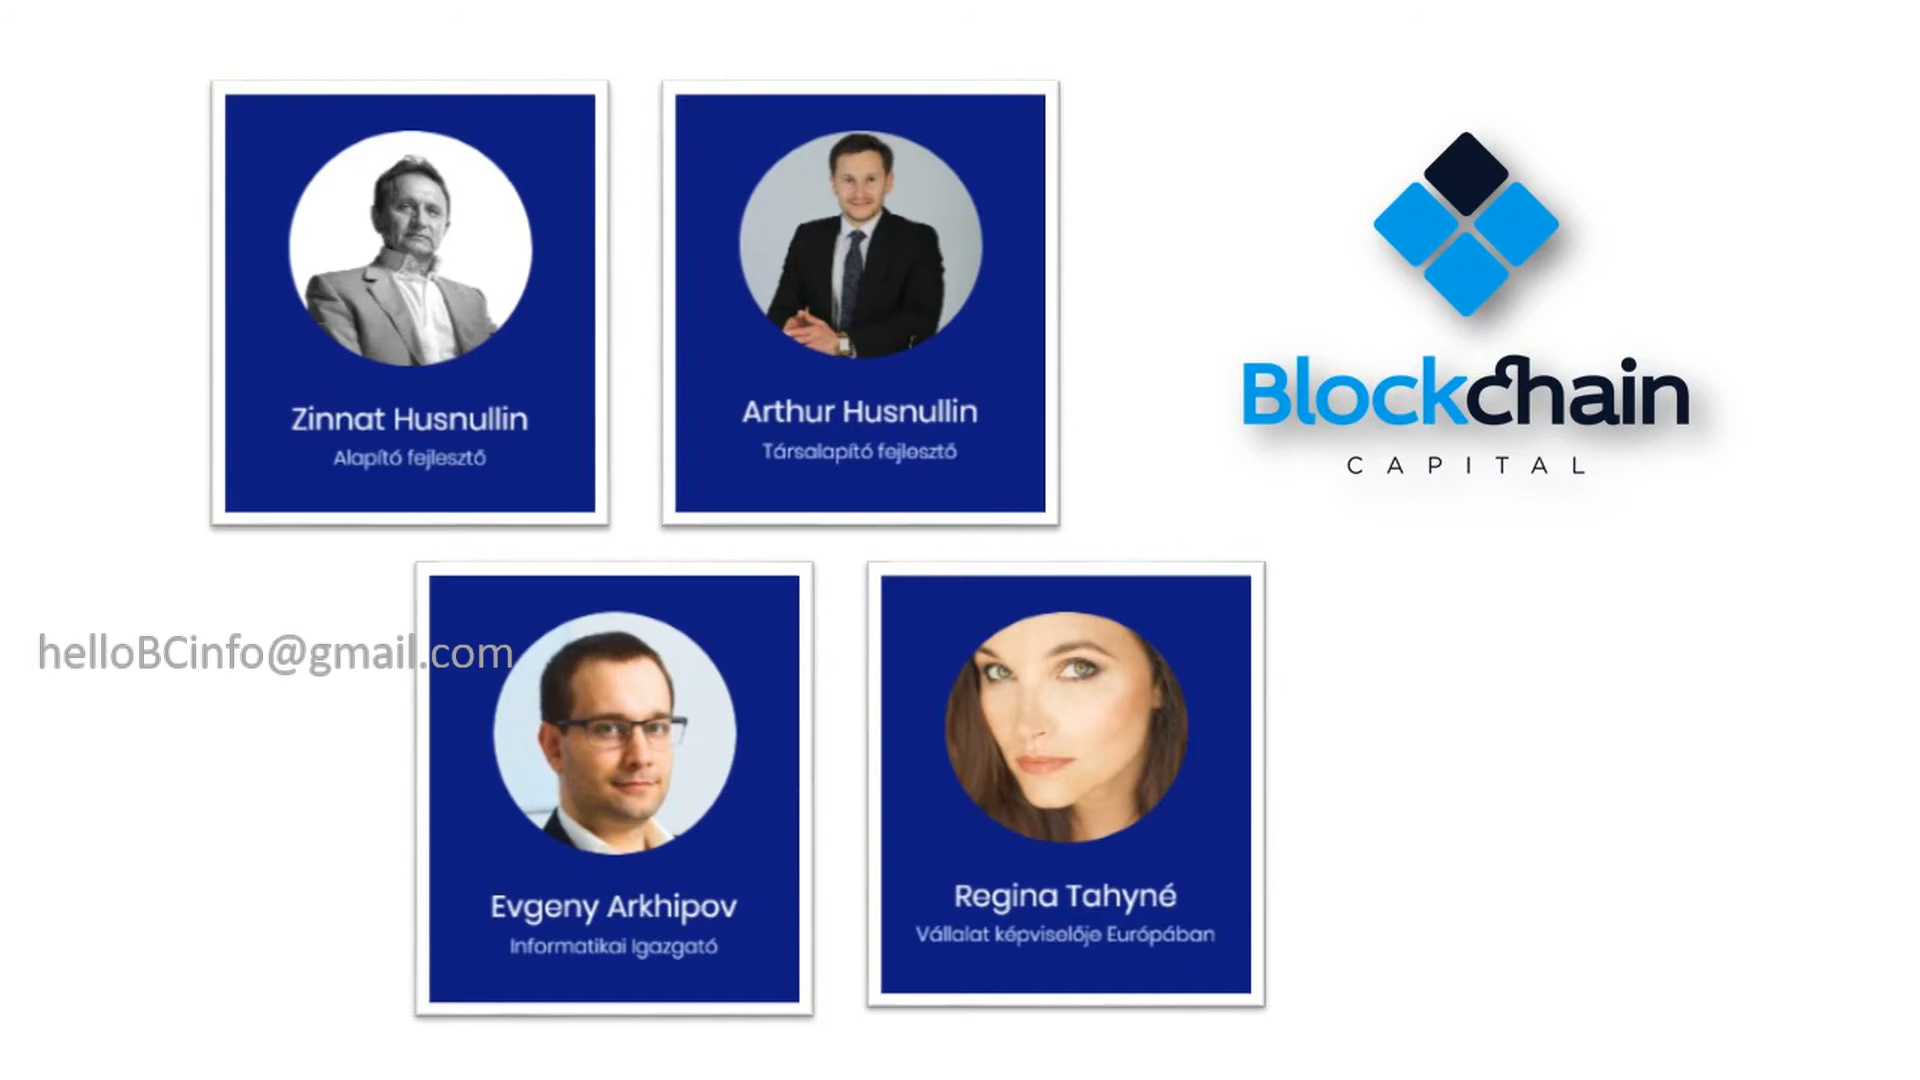 Zinnat Husnullin
Alapító fejlesztő
Arthur Husnullin
Társalapító fejlesztő
Blockchain
CAPITAL
helloBCinfo@gmail.com
Evgeny Arkhipov
Informatikai Igazgató
Regina Tahyné
Vállalat képviselője Európában